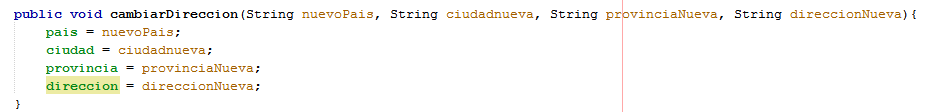 public void cambiarDireccion(String nuevoPais, String ciudadnueva, String provinciaNueva, String direccionNueva){
pais = nuevoPais;
ciudad = ciudadnueva;
provincia = provinciaNueva;
direccion = direccionNueva;
}